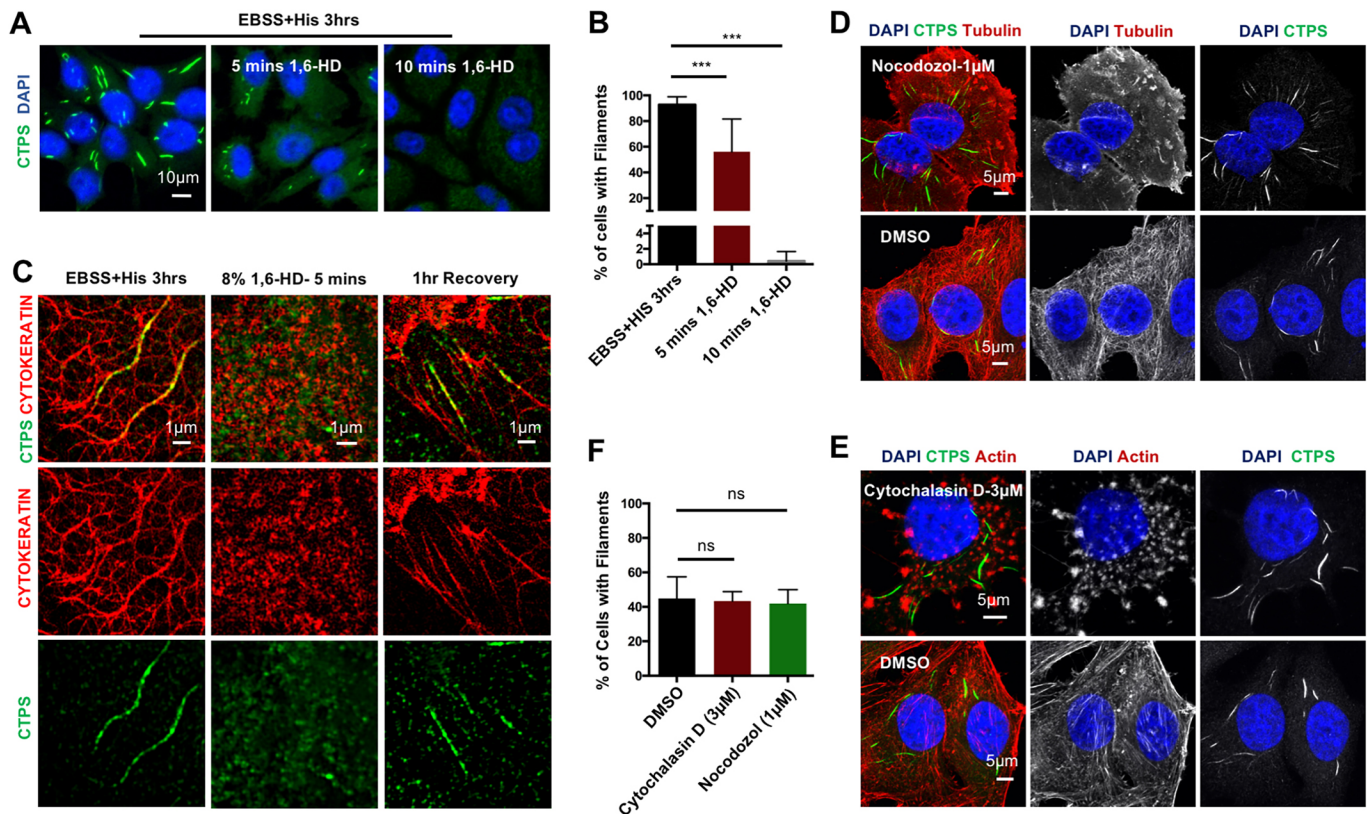 A
EBSS+His 3hrs
CTPS DAPI
5 mins 1,6-HD
10 mins 1,6-HD
10µm
B
% of cells with Filaments
100
80
60
40
20
4
2
0
***
***
EBSS+HIS 3hrs
5 mins 1,6-HD
10 mins 1,6-HD
C
EBSS+His 3hrs
8% 1,6-HD- 5 mins
1hr Recovery
CTPS CYTOKERATIN
1µm
1µm
1µm
CYTOKERATIN
CTPS
D
DAPI CTPS Tubulin
DAPI Tubulin
DAPI CTPS
Nocodozol-1µM
5µm
DMSO
5µm
E
DAPI CTPS Actin
DAPI Actin
DAPI CTPS
Cytochalasin D-3µM
5µm
DMSO
5µm
F
% of Cells with Filaments
100
80
60
40
20
0
ns
ns
DMSO
Cytochalasin D (3µM)
Nocodozol (1µM)